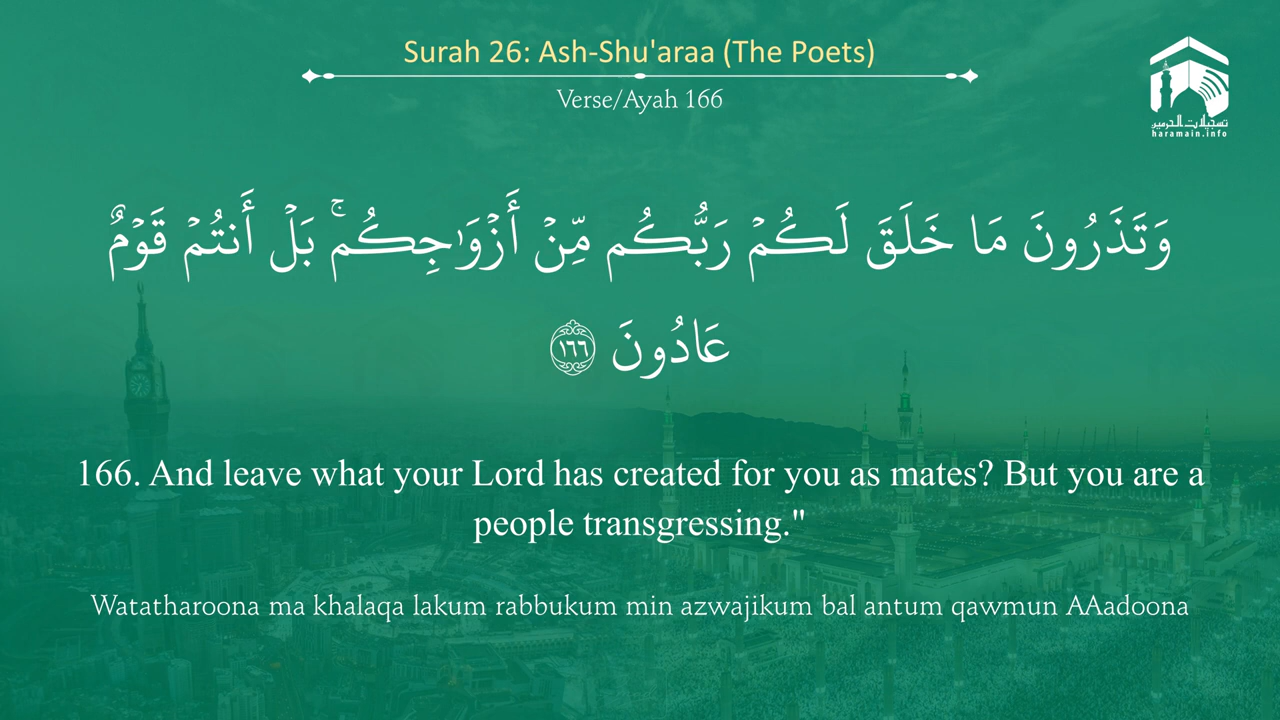 Surah 26: Ash-Shu'araa (The Poets)
Verse/Ayah 166
تسجيلات الحرمين
haramain.info
وَتَذَرُونَ مَا خَلَقَ لَكُمۡ رَبُّكُم مِّنۡ أَزۡوَٰجِكُمۚ بَلۡ أَنتُمۡ قَوۡمٌ
عَادُونَ ١٦٦
166. And leave what your Lord has created for you as mates? But you are a
people transgressing."
Watatharoona ma khalaqa lakum rabbukum min azwajikum bal antum qawmun AAadoona